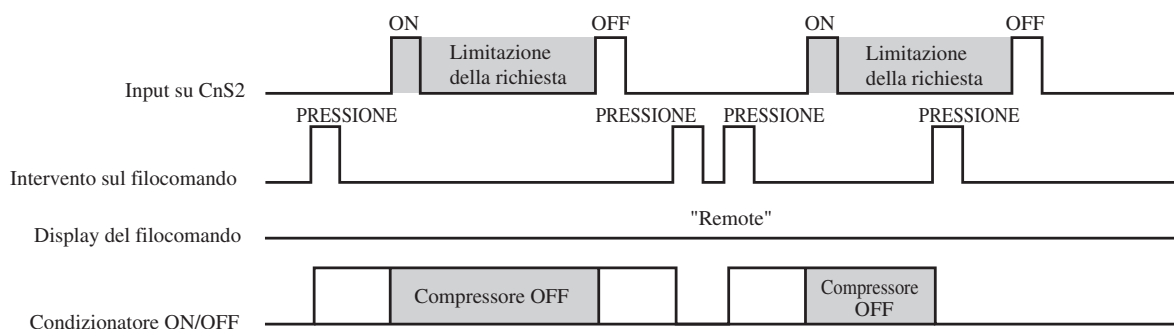 ON OFF ON OFF
Limitazione
della richiesta
Limitazione
della richiesta
Input su CnS2
PRESSIONE PRESSIONE PRESSIONE PRESSIONE
Intervento sul filocomando
"Remote"
Display del filocomando
Compressore OFF
Compressore
OFF
Condizionatore ON/OFF